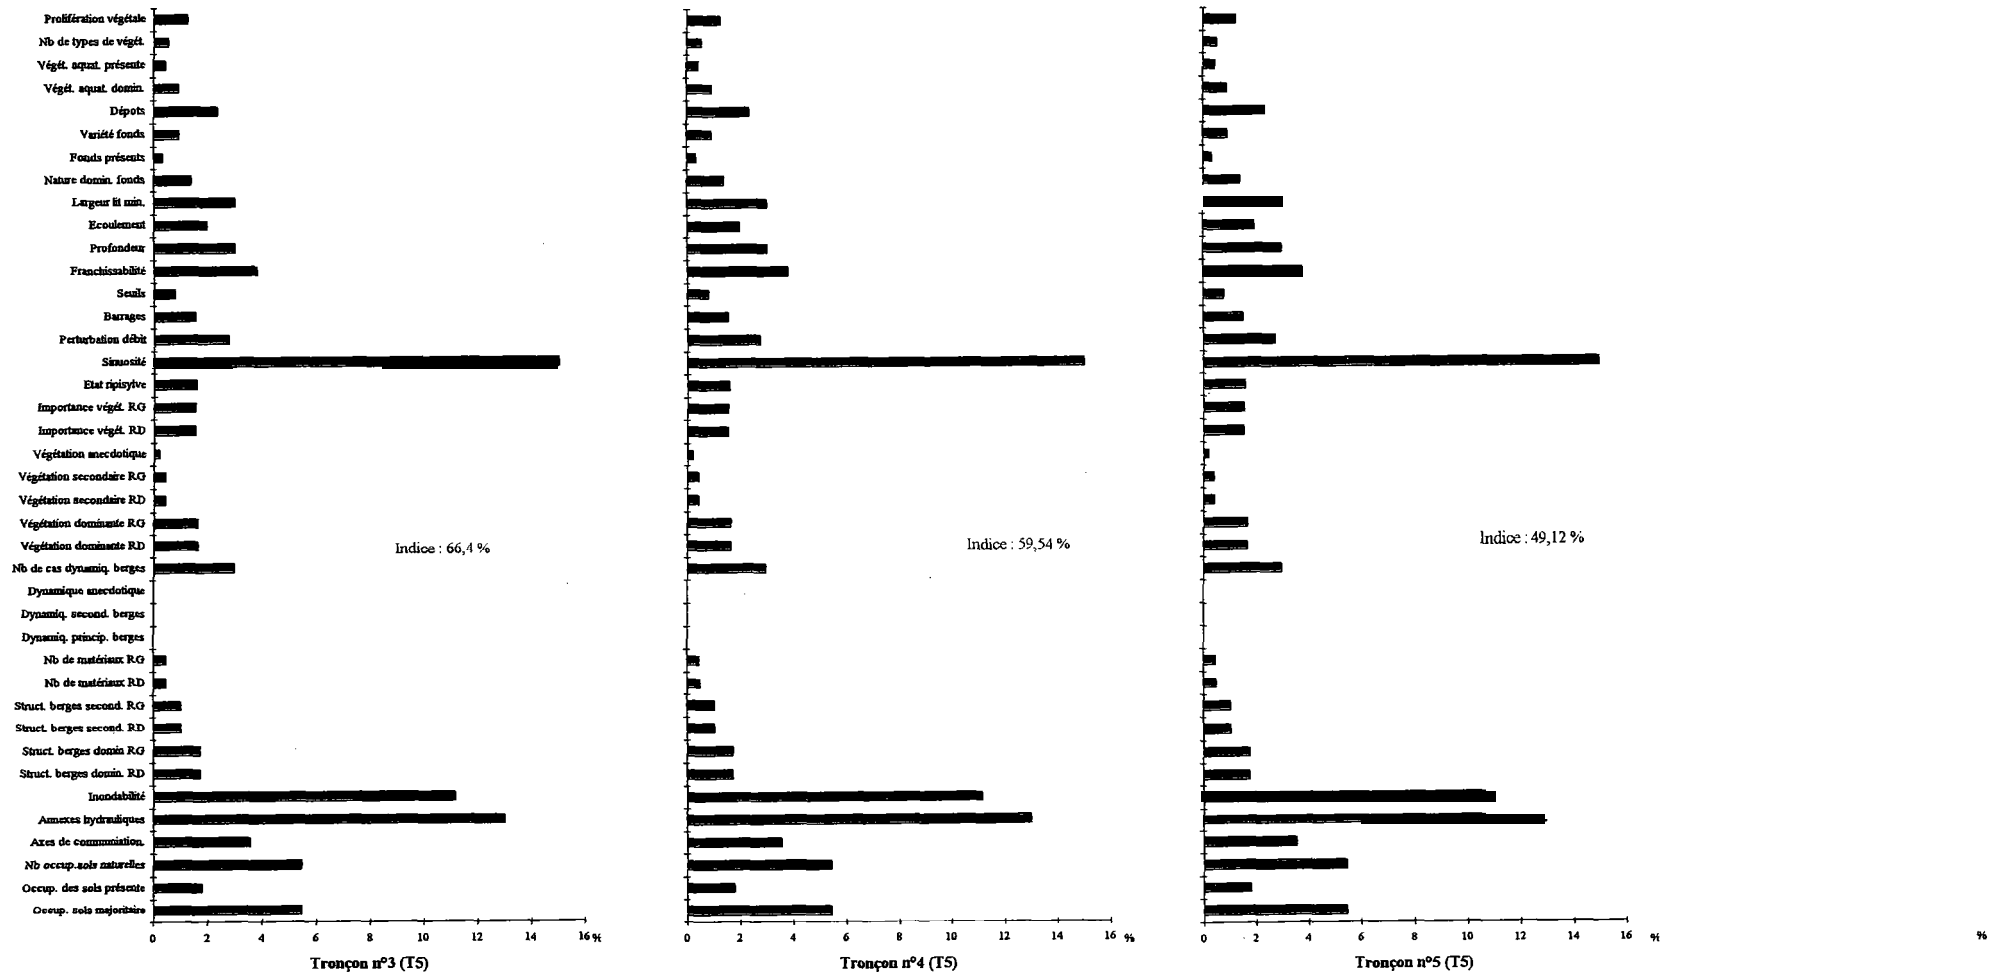 Prolifération végétale
Nb de types de végét.
Végét. aquat. présente
Végét. aquat. domin.
Dépots
Variété fonds
Fonds présents
Nature domin. fonds
Largeur lit min.
Ecoulement
Profondeur
Franchissabilité
Seuils
Barrages
Perturbation débit
Sinuosité
Etat ripisylve
Importance végét. RG
Importance végét. RD
Végétation anecdotique
Végétation secondaire RG
Végétation secondaire RD
Végétation dominante RG
Végétation dominante RD
Nb de cas dynamiq. berges
Dynamique anecdotique
Dynamiq. second. berges
Dynamiq. princip. berges
Nb de matériaux RG
Nb de matériaux RD
Struct. berges second. RG
Struct. berges second. RD
Struct. berges domin RG
Struct. berges domin. RD
Inondabilité
Annexes hydrauliques
Axes de communiation.
Nb occup.sols naturelles
Occup. des sols présente
Occup. sols majoritaire
0 2 4 6 8 10 12 14 16 %
Indice : 66,4 %
Tronçon n°3 (T5)
0 2 4 6 8 10 12 14 16 %
Indice : 59,54 %
Tronçon n°4 (T5)
0 2 4 6 8 10 12 14 16 %
Indice : 49,12 %
Tronçon n°5 (T5)
%